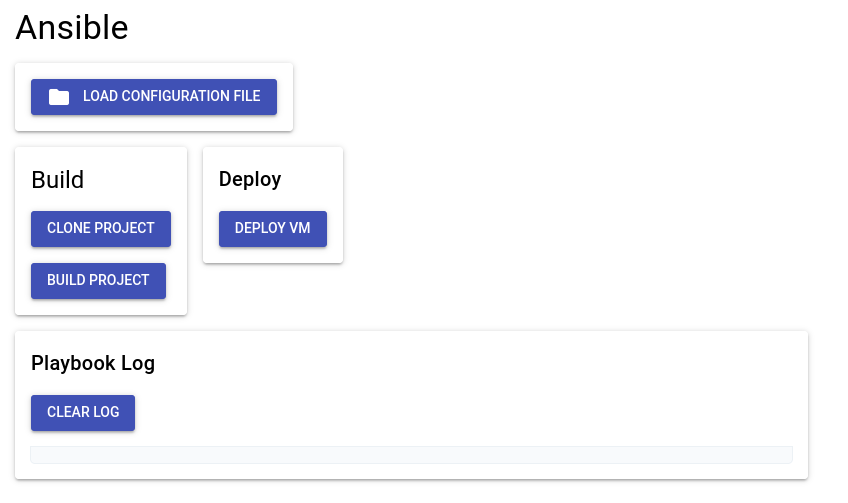 Ansible
LOAD CONFIGURATION FILE
Build
CLONE PROJECT
BUILD PROJECT
Deploy
DEPLOY VM
Playbook Log
CLEAR LOG